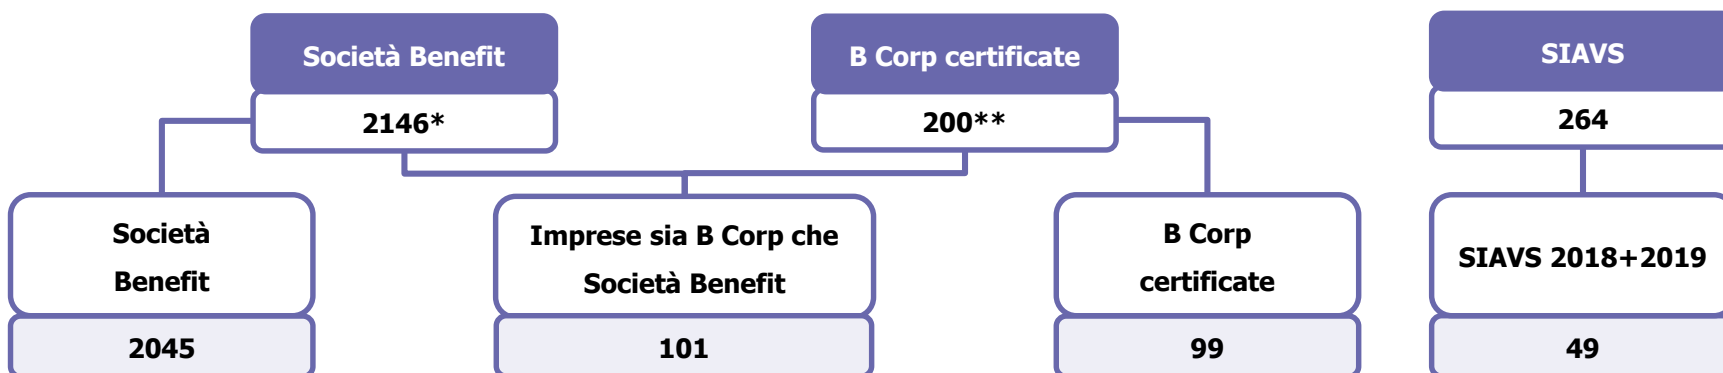 Società Benefit
2146*
B Corp certificate
200**
SIAVS
264
Società
Benefit
2045
Imprese sia B Corp che
Società Benefit
101
B Corp
certificate
99
SIAVS 2018+2019
49